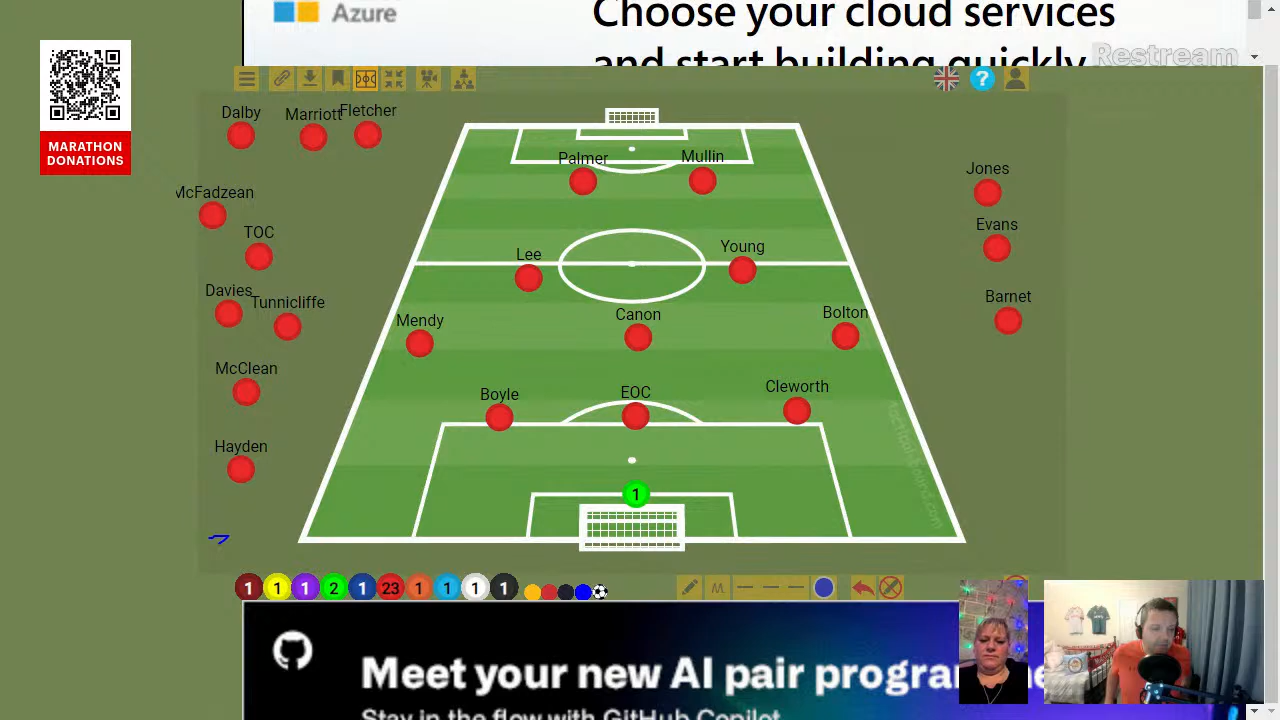 Azure
Choose your cloud services
and start building quickly
Restream
MARATHON
DONATIONS
?
Dalby
Marriott
Fletcher
Palmer
Mullin
Jones
McFadzean
TOC
Lee
Young
Evans
Davies
Tunnicliffe
Mendy
Canon
Bolton
Barnet
McClean
Boyle
EOC
Cleworth
Hayden
1
1 1 1 2 1 23 1 1 1 1
M
Meet your new AI pair progra
Stay in the flow with GitHub Copilot